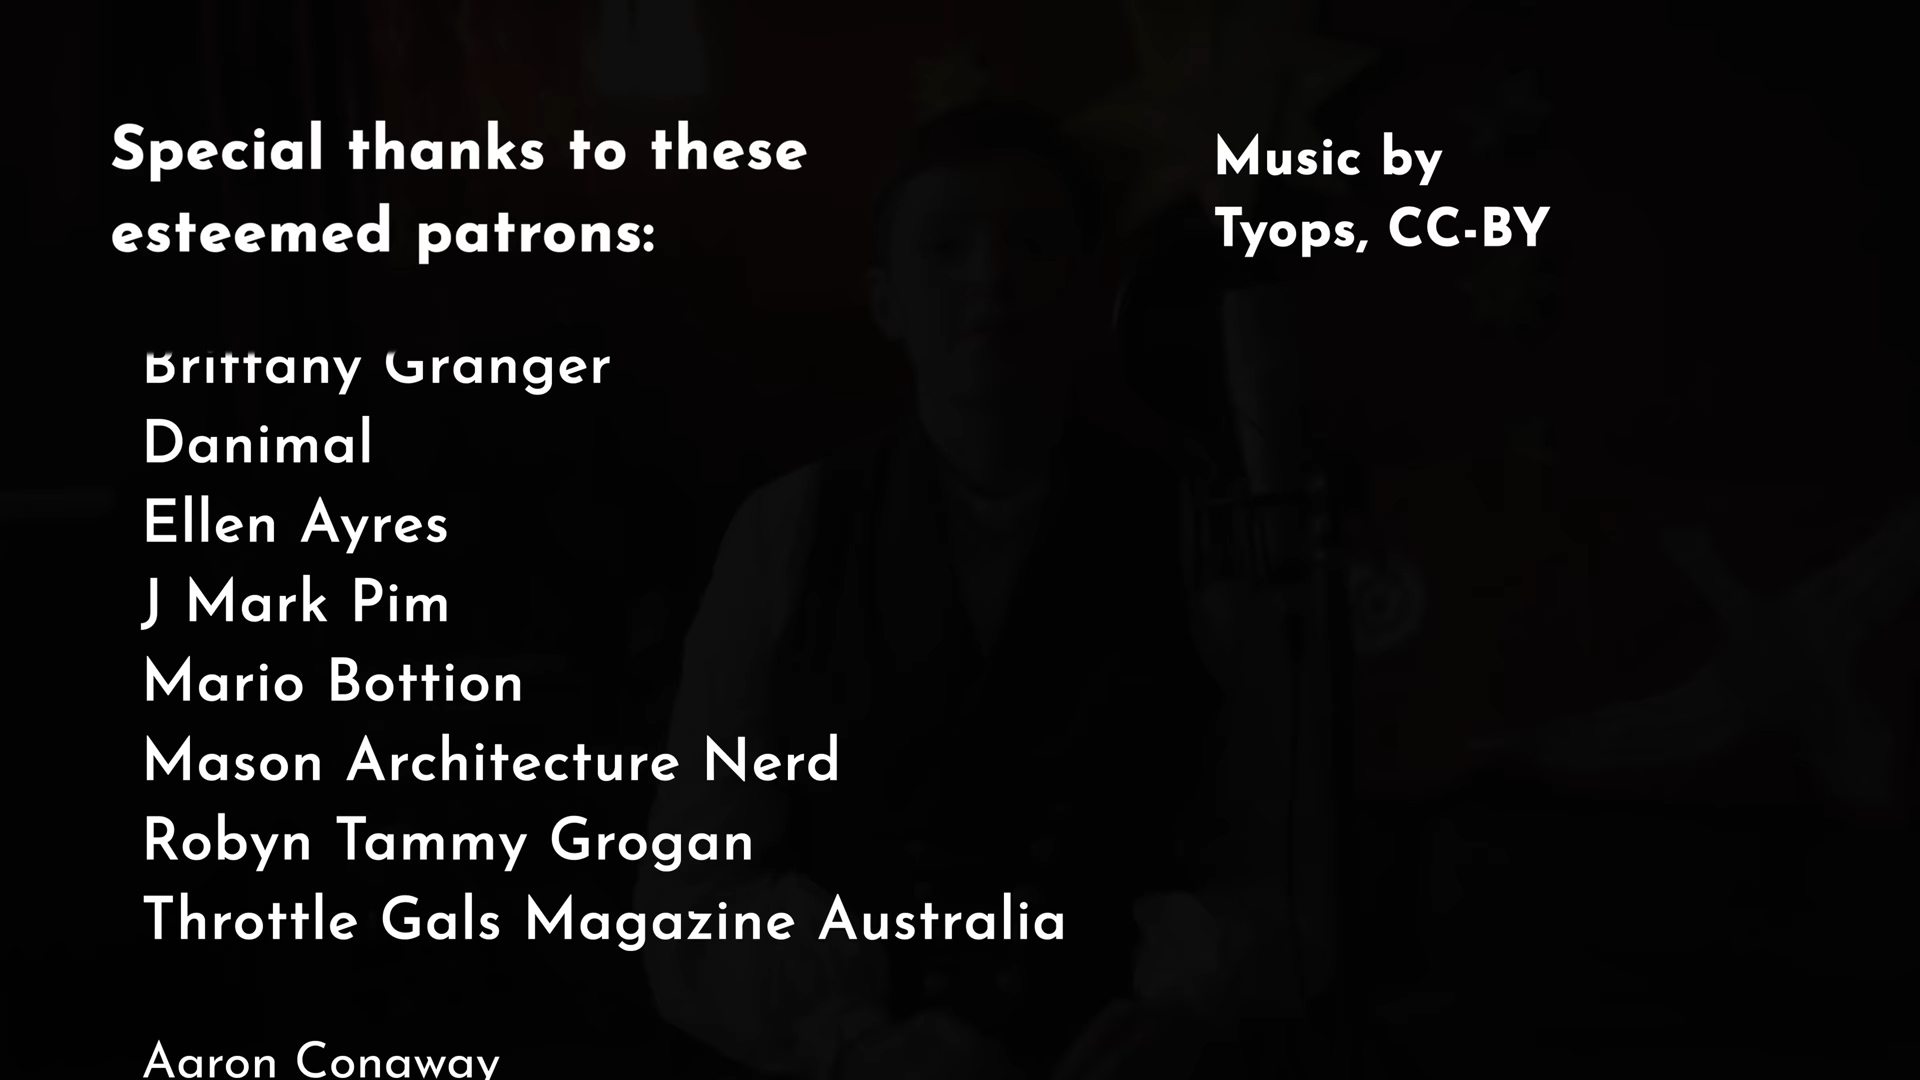 Special thanks to these
esteemed patrons:
Brittany Granger
Danimal
Ellen Ayres
J Mark Pim
Mario Bottion
Mason Architecture Nerd
Robyn Tammy Grogan
Throttle Gals Magazine Australia
Aaron Conaway
Music by
Tyops, CC-BY